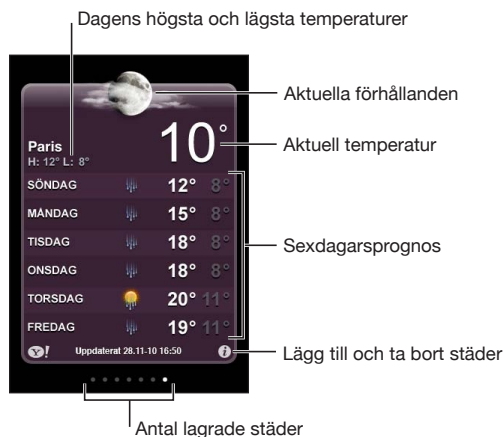 Dagens högsta och lägsta temperaturer
Aktuella förhållanden
Aktuell temperatur
10°
Paris
H: 12° L: 8°
SÖNDAG 12° 8°
MÅNDAG 15° 8°
TISDAG 18° 8°
ONSDAG 18° 8°
TORSDAG 20° 11°
FREDAG 19° 11°
Sexdagarsprognos
Y! Uppdaterat 28.11-10 16:50 i
Lägg till och ta bort städer
Antal lagrade städer